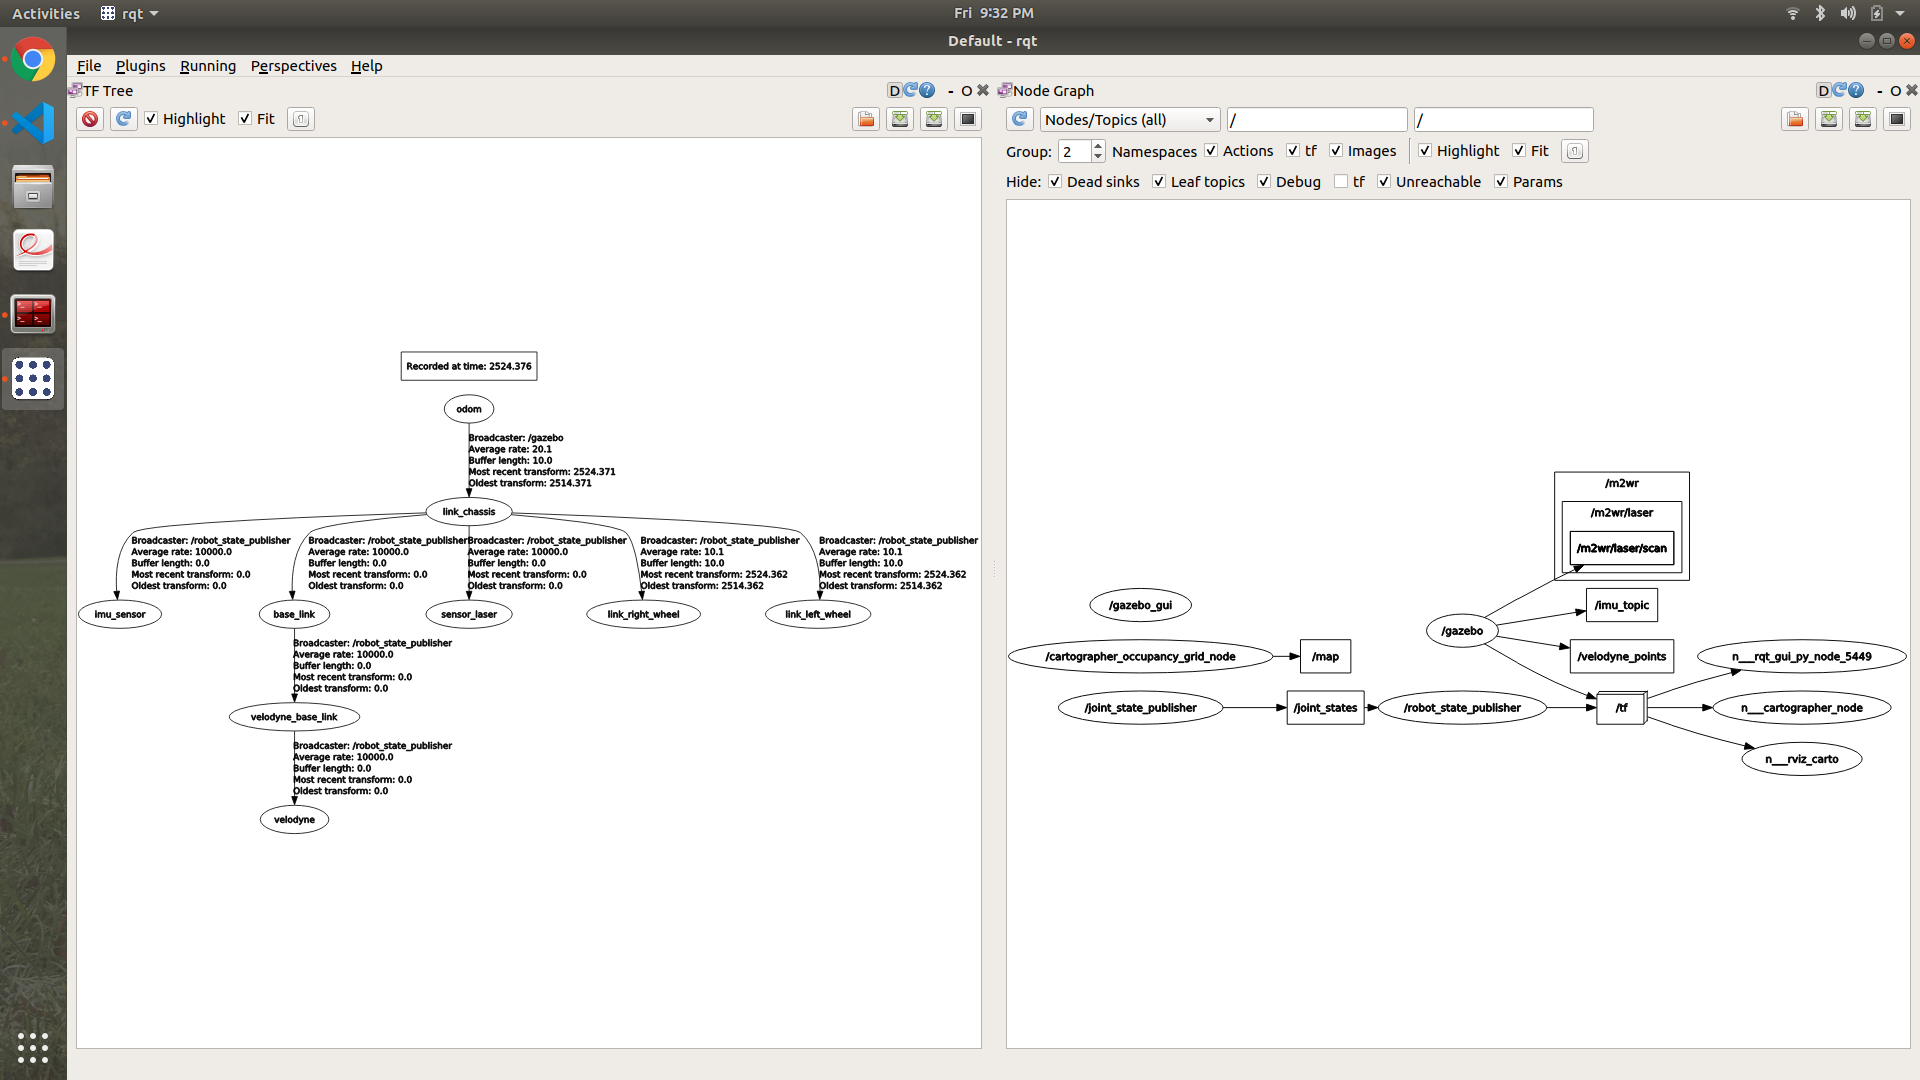 Activities rqt Fri 9:32 PM
Default - rqt
File Plugins Running Perspectives Help
TF Tree D - O
Highlight Fit
Recorded at time: 2524.376
odom
Broadcaster: /gazebo
Average rate: 20.1
Buffer length: 10.0
Most recent transform: 2524.371
Oldest transform: 2514.371
link_chassis
Broadcaster: /robot_state_publisher
Average rate: 10000.0
Buffer length: 0.0
Most recent transform: 0.0
Oldest transform: 0.0
Broadcaster: /robot_state_publisher
Average rate: 10000.0
Buffer length: 0.0
Most recent transform: 0.0
Oldest transform: 0.0
Broadcaster: /robot_state_publisher
Average rate: 10000.0
Buffer length: 0.0
Most recent transform: 0.0
Oldest transform: 0.0
Broadcaster: /robot_state_publisher
Average rate: 10.1
Buffer length: 10.0
Most recent transform: 2524.362
Oldest transform: 2514.362
Broadcaster: /robot_state_publisher
Average rate: 10.1
Buffer length: 10.0
Most recent transform: 2524.362
Oldest transform: 2514.362
imu_sensor
base_link
sensor_laser
link_right_wheel
link_left_wheel
Broadcaster: /robot_state_publisher
Average rate: 10000.0
Buffer length: 0.0
Most recent transform: 0.0
Oldest transform: 0.0
velodyne_base_link
Broadcaster: /robot_state_publisher
Average rate: 10000.0
Buffer length: 0.0
Most recent transform: 0.0
Oldest transform: 0.0
velodyne
Node Graph D - O
Nodes/Topics (all) / /
Group: 2 Namespaces Actions tf Images Highlight Fit
Hide: Dead sinks Leaf topics Debug tf Unreachable Params
/m2wr
/m2wr/laser
/m2wr/laser/scan
/gazebo_gui
/imu_topic
/gazebo
/cartographer_occupancy_grid_node
/map
/velodyne_points
n___rqt_gui_py_node_5449
/joint_state_publisher
/joint_states
/robot_state_publisher
/tf
n___cartographer_node
n___rviz_carto